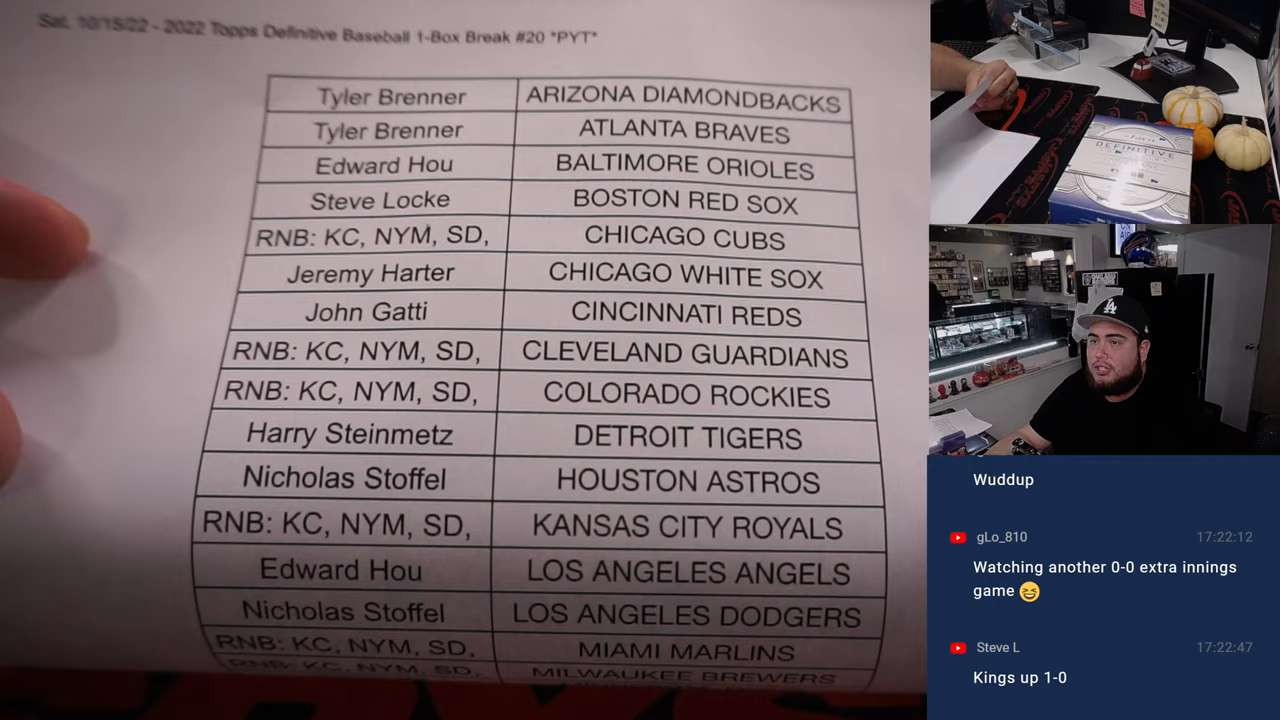 Sat. 10/15/22 - 2022 Topps Definitive Baseball 1-Box Break #20 *PYT*
Tyler Brenner ARIZONA DIAMONDBACKS
Tyler Brenner ATLANTA BRAVES
Edward Hou BALTIMORE ORIOLES
Steve Locke BOSTON RED SOX
RNB: KC, NYM, SD, CHICAGO CUBS
Jeremy Harter CHICAGO WHITE SOX
John Gatti CINCINNATI REDS
RNB: KC, NYM, SD, CLEVELAND GUARDIANS
RNB: KC, NYM, SD, COLORADO ROCKIES
Harry Steinmetz DETROIT TIGERS
Nicholas Stoffel HOUSTON ASTROS
RNB: KC, NYM, SD, KANSAS CITY ROYALS
Edward Hou LOS ANGELES ANGELS
Nicholas Stoffel LOS ANGELES DODGERS
RNB: KC, NYM, SD, MIAMI MARLINS
RNB: KC, NYM, SD, MILWAUKEE BREWERS
DEFINITIVE
LA
Wuddup
gLo_810 17:22:12
Watching another 0-0 extra innings
game 😆
Steve L 17:22:47
Kings up 1-0